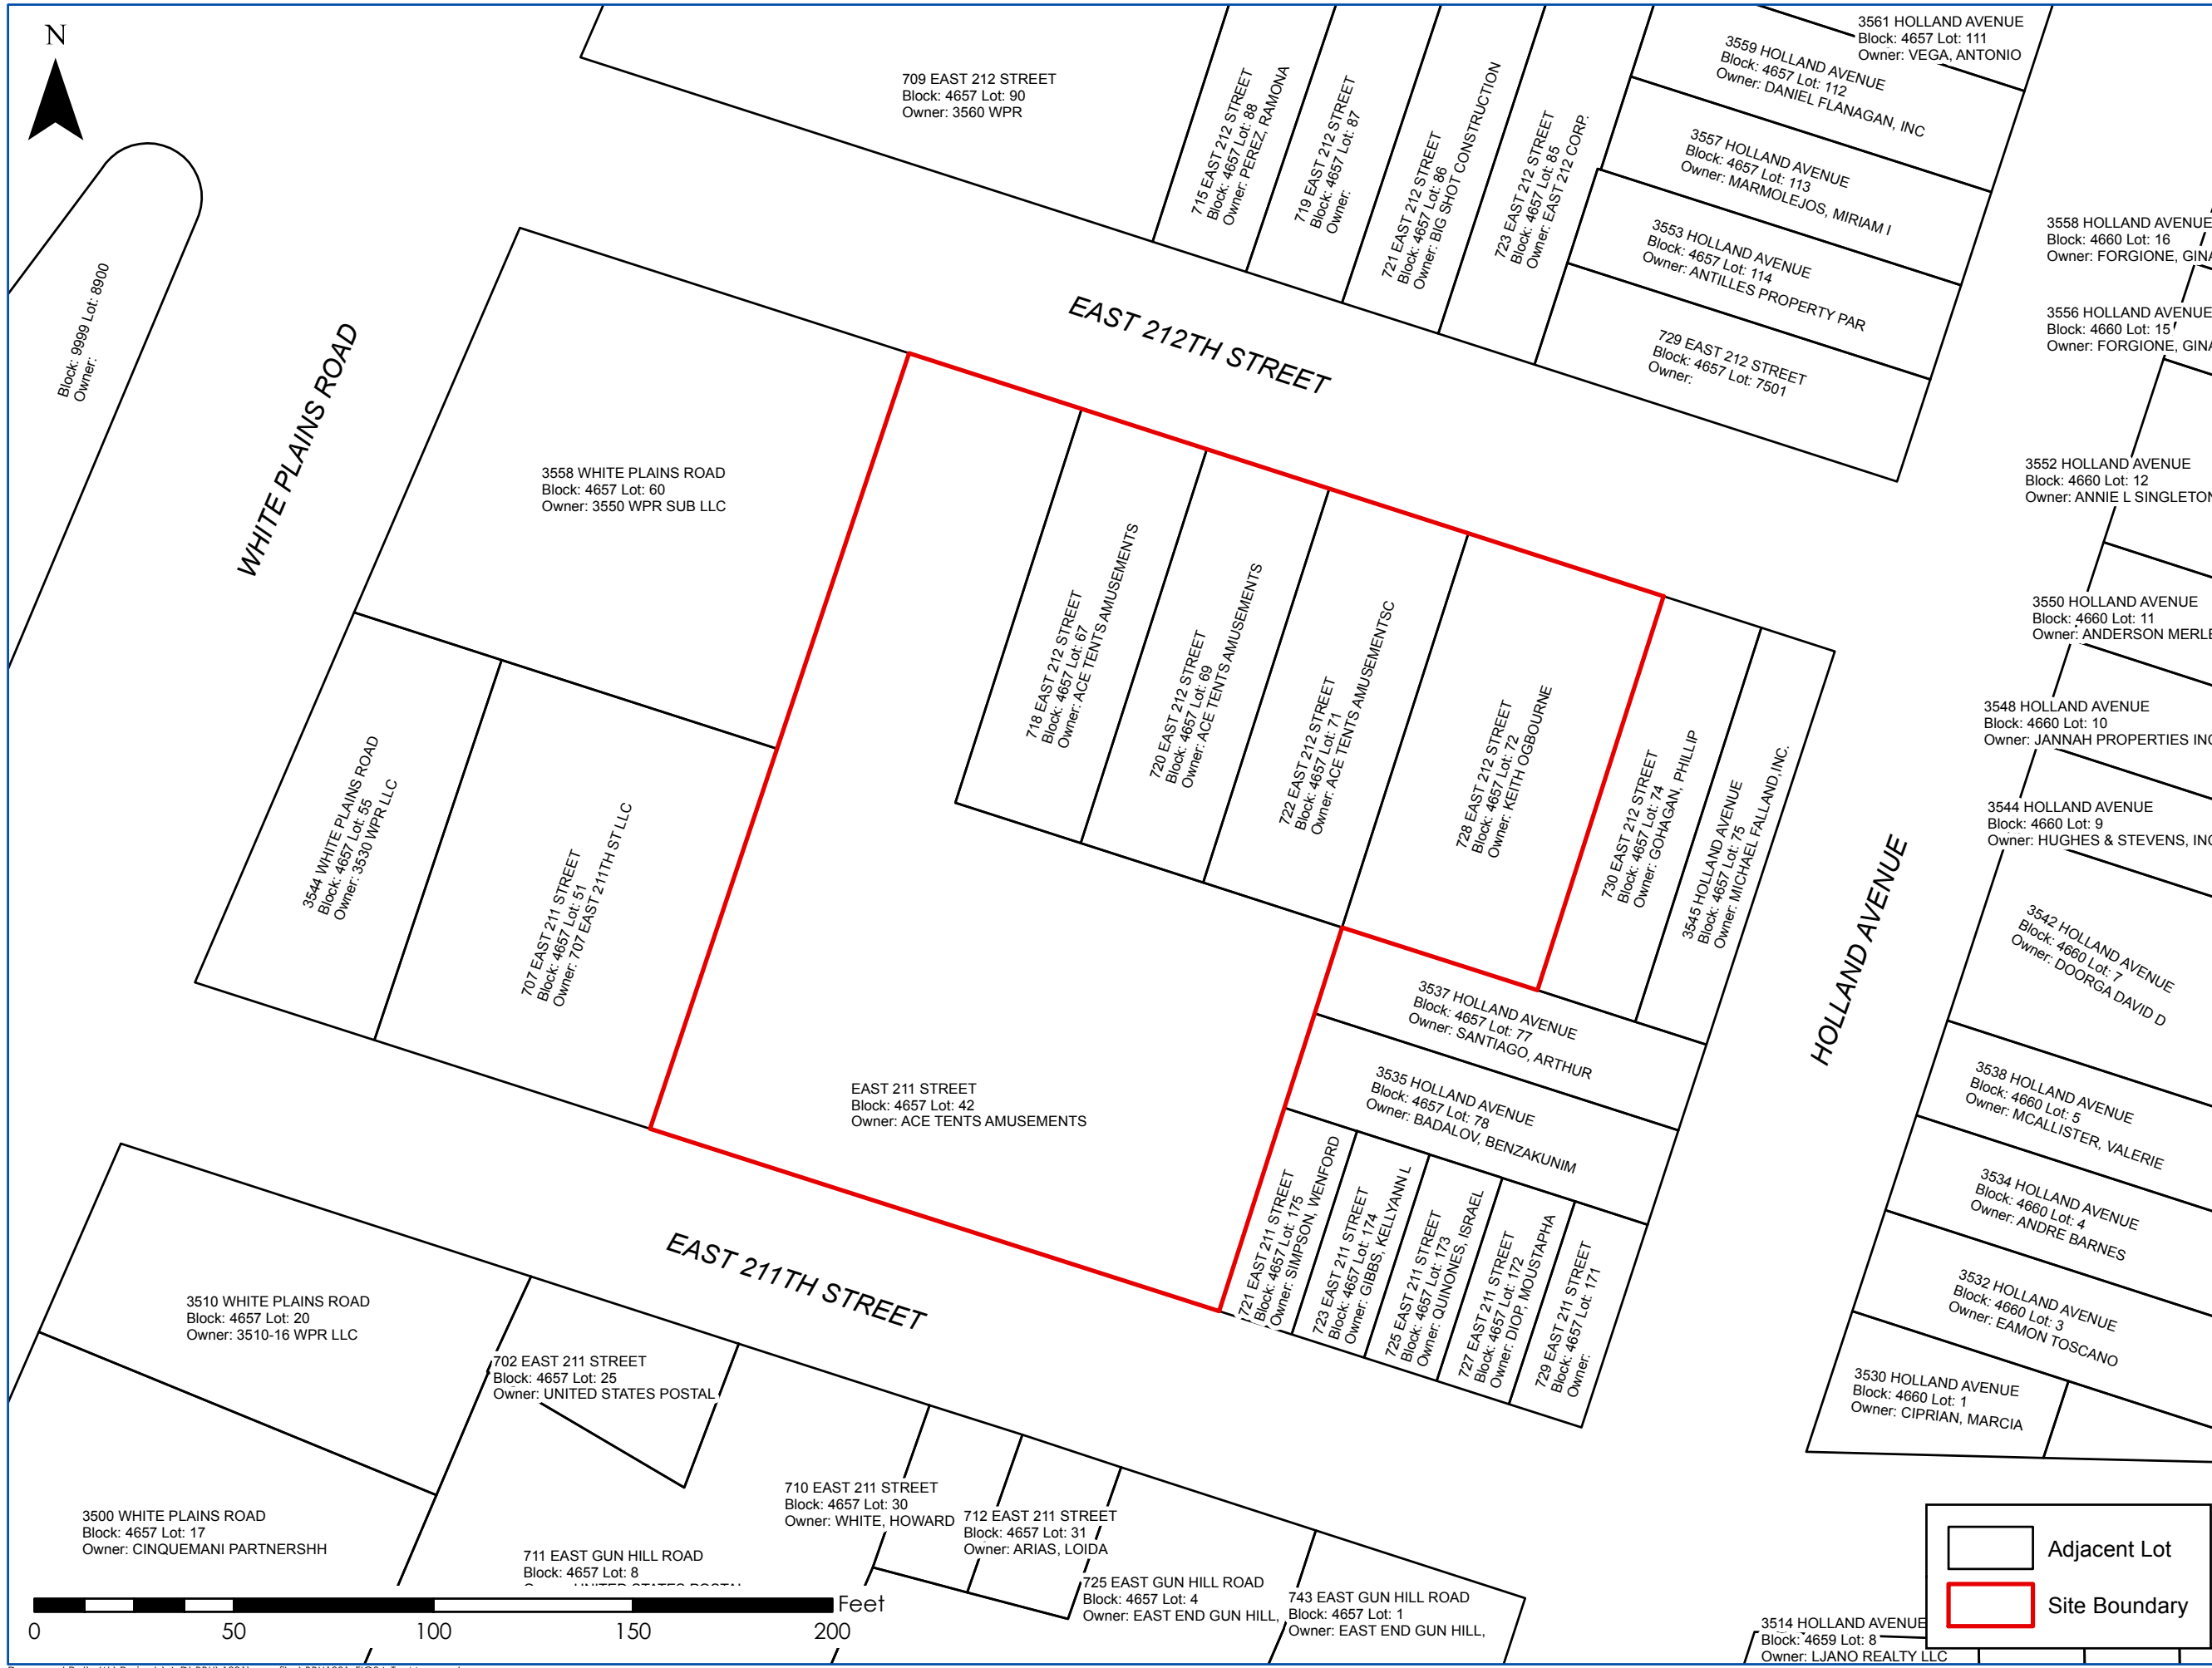 N
3561 HOLLAND AVENUE
Block: 4657 Lot: 111
Owner: VEGA, ANTONIO
3559 HOLLAND AVENUE
Block: 4657 Lot: 112
Owner: DANIEL FLANAGAN, INC
709 EAST 212 STREET
Block: 4657 Lot: 90
Owner: 3560 WPR
715 EAST 212 STREET
Block: 4657 Lot: 88
Owner: PEREZ, RAMONA
719 EAST 212 STREET
Block: 4657 Lot: 87
Owner:
721 EAST 212 STREET
Block: 4657 Lot: 86
Owner: BIG SHOT CONSTRUCTION
723 EAST 212 STREET
Block: 4657 Lot: 85
Owner: EAST 212 CORP.
3557 HOLLAND AVENUE
Block: 4657 Lot: 113
Owner: MARMOLEJOS, MIRIAM I
3553 HOLLAND AVENUE
Block: 4657 Lot: 114
Owner: ANTILLES PROPERTY PAR
729 EAST 212 STREET
Block: 4657 Lot: 7501
Owner:
3558 HOLLAND AVENUE
Block: 4660 Lot: 16
Owner: FORGIONE, GINA
3556 HOLLAND AVENUE
Block: 4660 Lot: 15
Owner: FORGIONE, GINA
Block: 9999 Lot: 8900
Owner:
WHITE PLAINS ROAD
EAST 212TH STREET
3558 WHITE PLAINS ROAD
Block: 4657 Lot: 60
Owner: 3550 WPR SUB LLC
3552 HOLLAND AVENUE
Block: 4660 Lot: 12
Owner: ANNIE L SINGLETON
3550 HOLLAND AVENUE
Block: 4660 Lot: 11
Owner: ANDERSON MERLE
3548 HOLLAND AVENUE
Block: 4660 Lot: 10
Owner: JANNAH PROPERTIES INC
3544 HOLLAND AVENUE
Block: 4660 Lot: 9
Owner: HUGHES & STEVENS, INC
718 EAST 212 STREET
Block: 4657 Lot: 67
Owner: ACE TENTS AMUSEMENTS
720 EAST 212 STREET
Block: 4657 Lot: 69
Owner: ACE TENTS AMUSEMENTS
722 EAST 212 STREET
Block: 4657 Lot: 71
Owner: ACE TENTS AMUSEMENTSC
728 EAST 212 STREET
Block: 4657 Lot: 72
Owner: KEITH OGBOURNE
730 EAST 212 STREET
Block: 4657 Lot: 74
Owner: GOHAGAN, PHILLIP
3545 HOLLAND AVENUE
Block: 4657 Lot: 75
Owner: MICHAEL FALLAND,INC.
3544 WHITE PLAINS ROAD
Block: 4657 Lot: 55
Owner: 3530 WPR LLC
707 EAST 211 STREET
Block: 4657 Lot: 51
Owner: 707 EAST 211TH ST LLC
HOLLAND AVENUE
3542 HOLLAND AVENUE
Block: 4660 Lot: 7
Owner: DOORGA DAVID D
3537 HOLLAND AVENUE
Block: 4657 Lot: 77
Owner: SANTIAGO, ARTHUR
3535 HOLLAND AVENUE
Block: 4657 Lot: 78
Owner: BADALOV, BENZAKUNIM
EAST 211 STREET
Block: 4657 Lot: 42
Owner: ACE TENTS AMUSEMENTS
3538 HOLLAND AVENUE
Block: 4660 Lot: 5
Owner: MCALLISTER, VALERIE
3534 HOLLAND AVENUE
Block: 4660 Lot: 4
Owner: ANDRE BARNES
3532 HOLLAND AVENUE
Block: 4660 Lot: 3
Owner: EAMON TOSCANO
3530 HOLLAND AVENUE
Block: 4660 Lot: 1
Owner: CIPRIAN, MARCIA
721 EAST 211 STREET
Block: 4657 Lot: 175
Owner: SIMPSON, WENFORD
723 EAST 211 STREET
Block: 4657 Lot: 174
Owner: GIBBS, KELLYANN L
725 EAST 211 STREET
Block: 4657 Lot: 173
Owner: QUINONES, ISRAEL
727 EAST 211 STREET
Block: 4657 Lot: 172
Owner: DIOP, MOUSTAPHA
729 EAST 211 STREET
Block: 4657 Lot: 171
Owner:
EAST 211TH STREET
3510 WHITE PLAINS ROAD
Block: 4657 Lot: 20
Owner: 3510-16 WPR LLC
702 EAST 211 STREET
Block: 4657 Lot: 25
Owner: UNITED STATES POSTAL
710 EAST 211 STREET
Block: 4657 Lot: 30
Owner: WHITE, HOWARD
712 EAST 211 STREET
Block: 4657 Lot: 31
Owner: ARIAS, LOIDA
3500 WHITE PLAINS ROAD
Block: 4657 Lot: 17
Owner: CINQUEMANI PARTNERSHH
711 EAST GUN HILL ROAD
Block: 4657 Lot: 8
725 EAST GUN HILL ROAD
Block: 4657 Lot: 4
Owner: EAST END GUN HILL,
743 EAST GUN HILL ROAD
Block: 4657 Lot: 1
Owner: EAST END GUN HILL,
3514 HOLLAND AVENUE
Block: 4659 Lot: 8
Owner: LJANO REALTY LLC
Adjacent Lot
Site Boundary
Feet
0 50 100 150 200